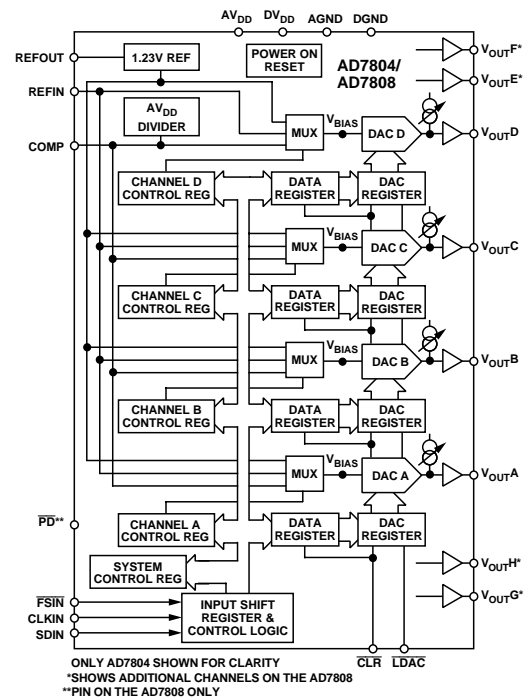 AVDD DVDD AGND DGND
REFOUT
1.23V REF
POWER ON
RESET
AD7804/
AD7808
VOUTF*
VOUTE*
REFIN
AVDD
DIVIDER
COMP
MUX
VBIAS
DAC D
VOUTD
CHANNEL D
CONTROL REG
DATA
REGISTER
DAC
REGISTER
MUX
VBIAS
DAC C
VOUTC
CHANNEL C
CONTROL REG
DATA
REGISTER
DAC
REGISTER
MUX
VBIAS
DAC B
VOUTB
CHANNEL B
CONTROL REG
DATA
REGISTER
DAC
REGISTER
MUX
VBIAS
DAC A
VOUTA
PD**
CHANNEL A
CONTROL REG
DATA
REGISTER
DAC
REGISTER
SYSTEM
CONTROL REG
VOUTH*
VOUTG*
FSIN
CLKIN
SDIN
INPUT SHIFT
REGISTER &
CONTROL LOGIC
CLR LDAC
ONLY AD7804 SHOWN FOR CLARITY
*SHOWS ADDITIONAL CHANNELS ON THE AD7808
**PIN ON THE AD7808 ONLY